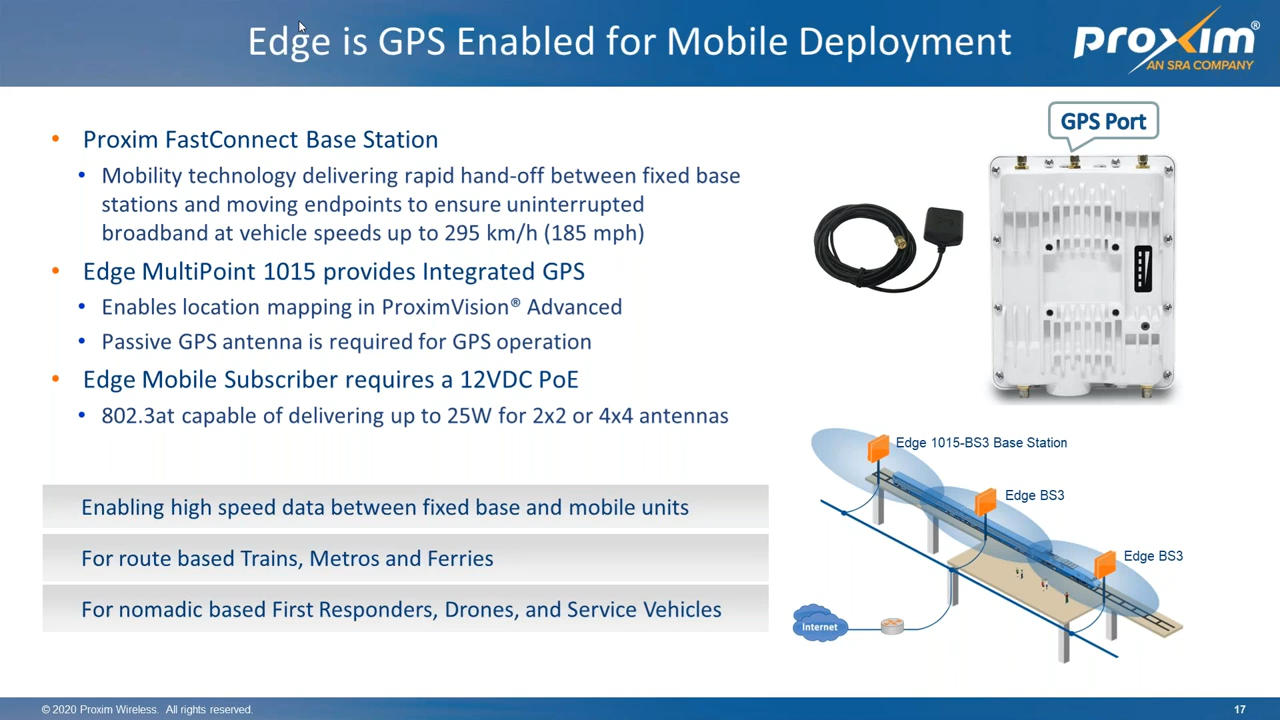 Edge is GPS Enabled for Mobile Deployment
proxim®
AN SRA COMPANY
GPS Port
• Proxim FastConnect Base Station
• Mobility technology delivering rapid hand-off between fixed base
stations and moving endpoints to ensure uninterrupted
broadband at vehicle speeds up to 295 km/h (185 mph)
• Edge MultiPoint 1015 provides Integrated GPS
• Enables location mapping in ProximVision® Advanced
• Passive GPS antenna is required for GPS operation
• Edge Mobile Subscriber requires a 12VDC PoE
• 802.3at capable of delivering up to 25W for 2x2 or 4x4 antennas
Enabling high speed data between fixed base and mobile units
For route based Trains, Metros and Ferries
For nomadic based First Responders, Drones, and Service Vehicles
Edge 1015-BS3 Base Station
Edge BS3
Edge BS3
Internet
© 2020 Proxim Wireless. All rights reserved.
17